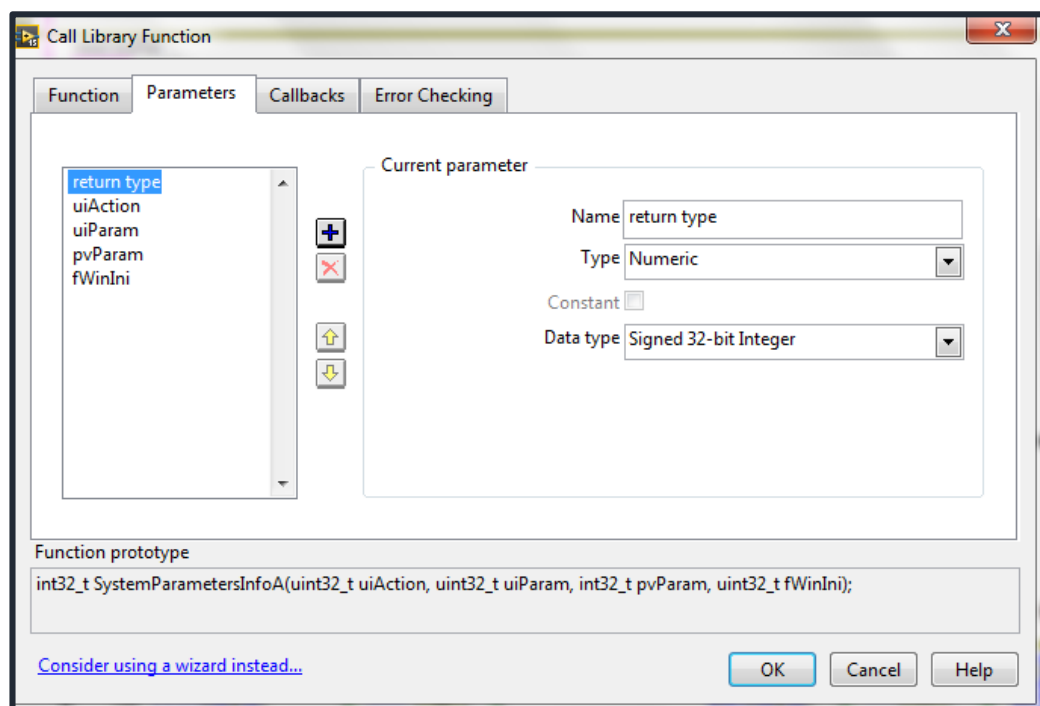 Call Library Function
Function
Parameters
Callbacks
Error Checking
return type
uiAction
uiParam
pvParam
fWinIni
Current parameter
Name return type
Type Numeric
Constant
Data type Signed 32-bit Integer
Function prototype
int32_t SystemParametersInfoA(uint32_t uiAction, uint32_t uiParam, int32_t pvParam, uint32_t fWinIni);
Consider using a wizard instead...
OK
Cancel
Help